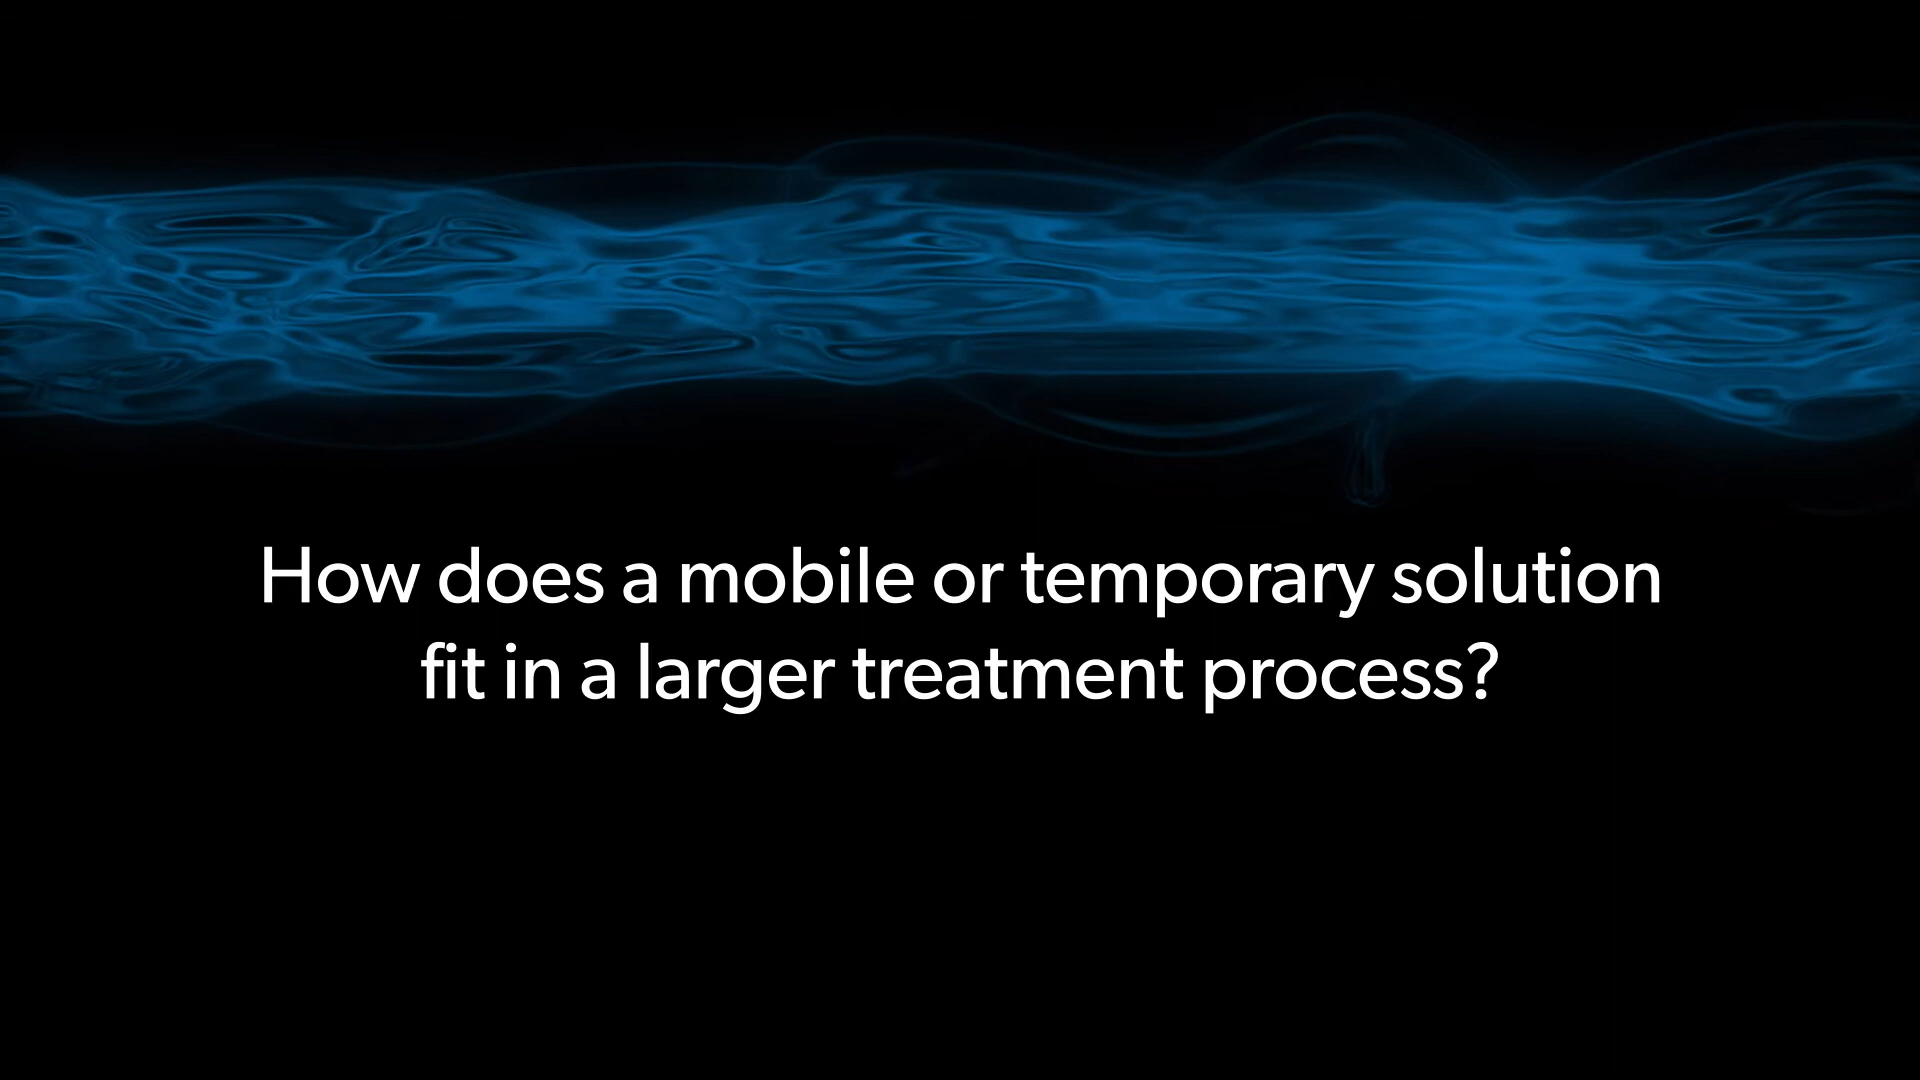 How does a mobile or temporary solution
fit in a larger treatment process?